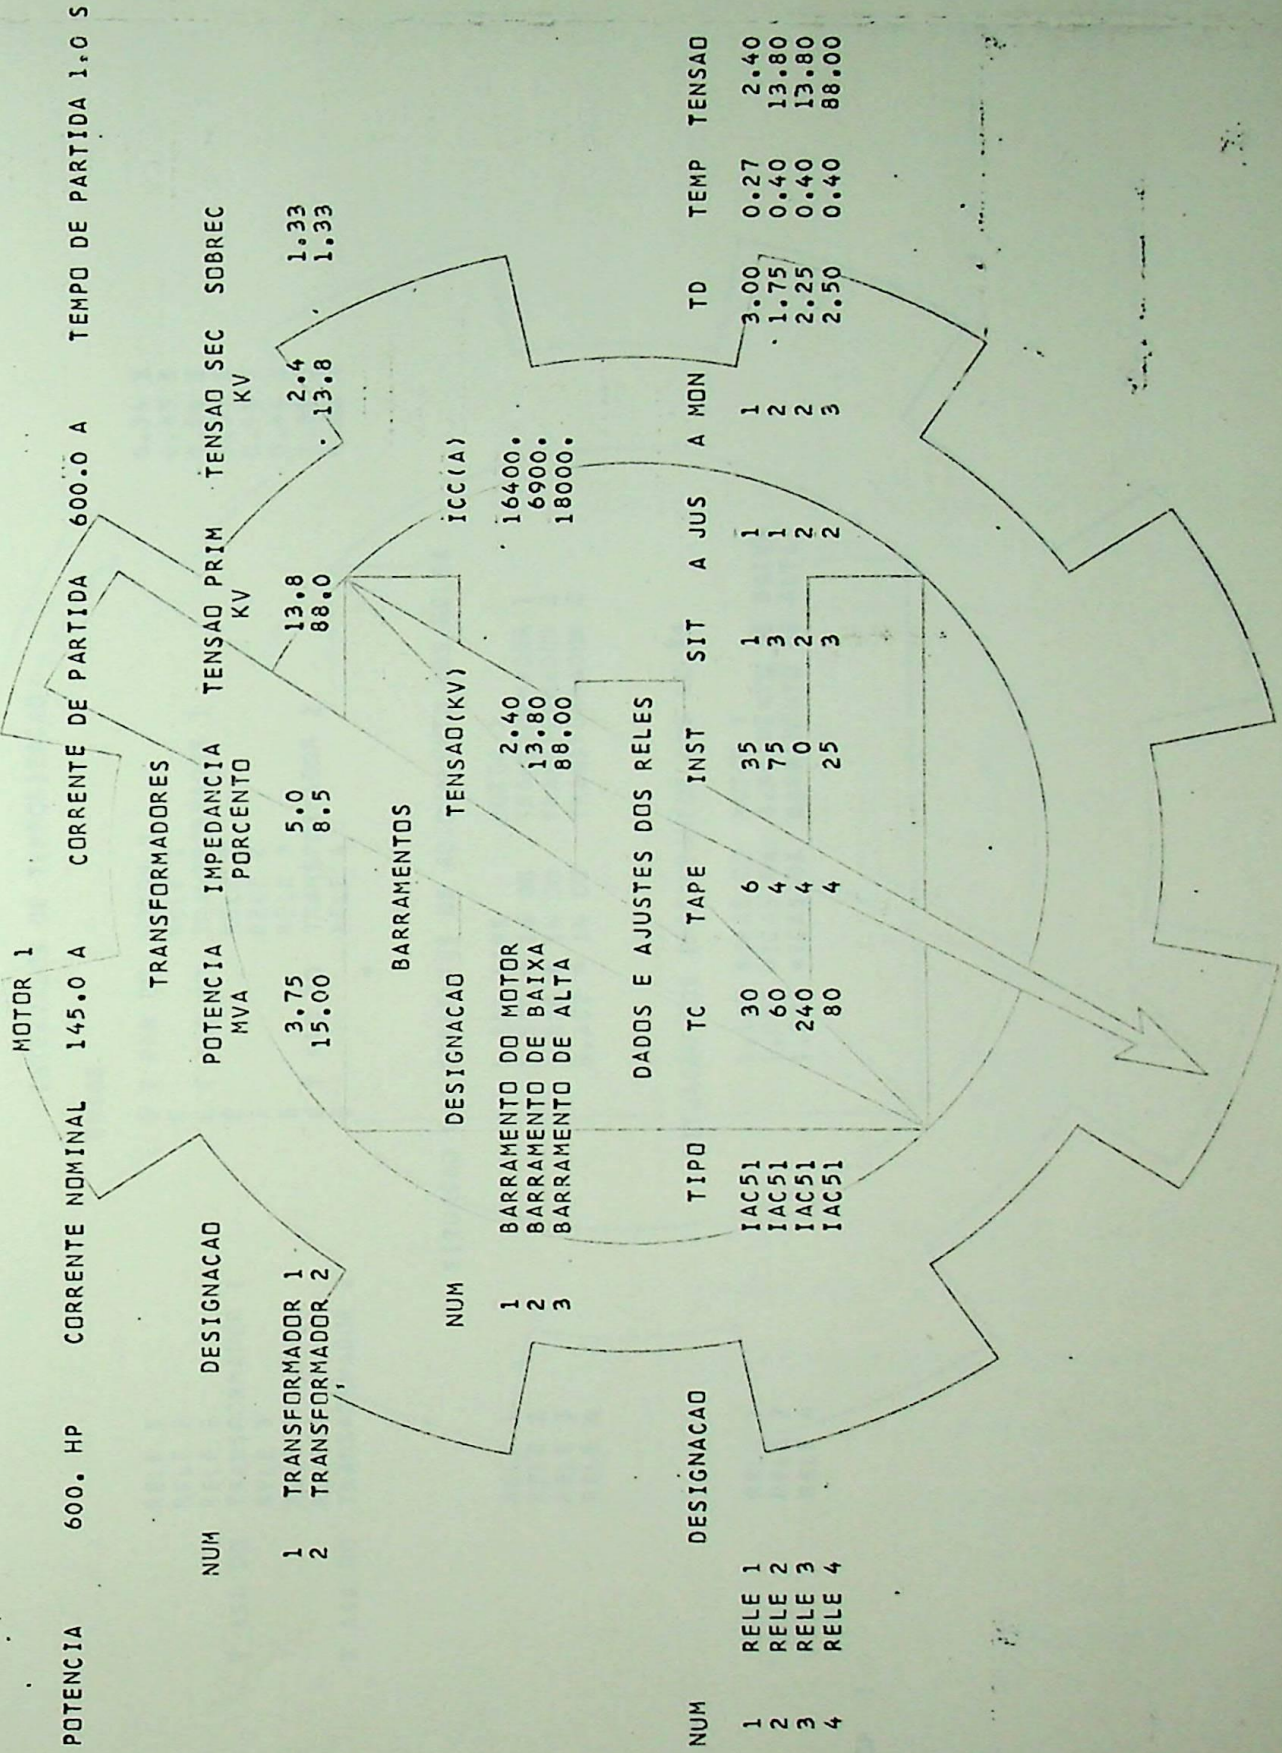 MOTOR 1
POTENCIA 600. HP CORRENTE NOMINAL 145.0 A CORRENTE DE PARTIDA 600.0 A TEMPO DE PARTIDA 1.0 S
TRANSFORMADORES
NUM DESIGNACAO POTENCIA IMPEDANCIA TENSAO PRIM TENSAO SEC SOBREC
MVA PORCENTO KV KV
1 TRANSFORMADOR 1 3.75 5.0 13.8 2.4 1.33
2 TRANSFORMADOR 2 15.00 8.5 88.0 13.8 1.33
BARRAMENTOS
NUM DESIGNACAO TENSAO(KV) ICC(A)
1 BARRAMENTO DO MOTOR 2.40 16400.
2 BARRAMENTO DE BAIXA 13.80 6900.
3 BARRAMENTO DE ALTA 88.00 18000.
DADOS E AJUSTES DOS RELES
NUM DESIGNACAO TIPO TC TAPE INST SIT A JUS A MON TD TEMP TENSAO
1 RELE 1 IAC51 30 6 35 1 1 1 3.00 0.27 2.40
2 RELE 2 IAC51 60 4 75 3 1 2 1.75 0.40 13.80
3 RELE 3 IAC51 240 4 0 2 2 2 2.25 0.40 13.80
4 RELE 4 IAC51 80 4 25 3 2 3 2.50 0.40 88.00